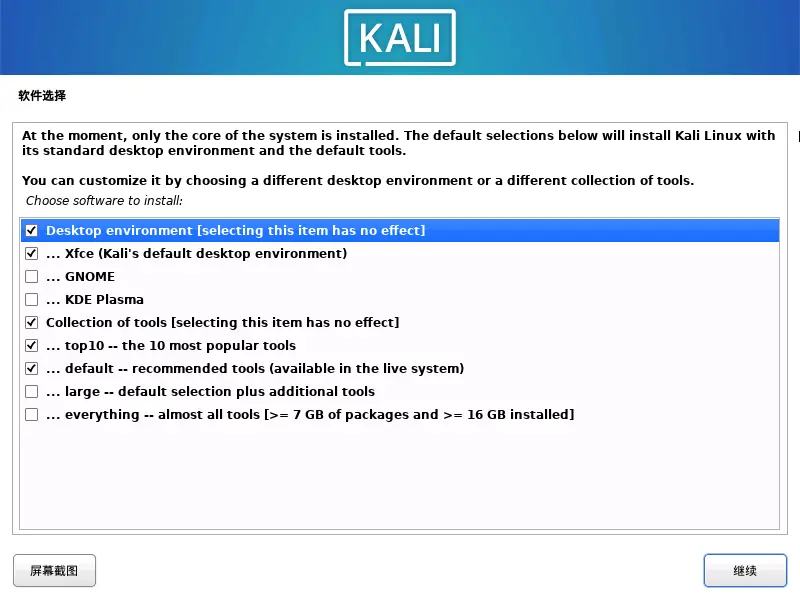 KALI
软件选择
At the moment, only the core of the system is installed. The default selections below will install Kali Linux with
its standard desktop environment and the default tools.
You can customize it by choosing a different desktop environment or a different collection of tools.
Choose software to install:
Desktop environment [selecting this item has no effect]
... Xfce (Kali's default desktop environment)
... GNOME
... KDE Plasma
Collection of tools [selecting this item has no effect]
... top10 -- the 10 most popular tools
... default -- recommended tools (available in the live system)
... large -- default selection plus additional tools
... everything -- almost all tools [>= 7 GB of packages and >= 16 GB installed]
屏幕截图
继续